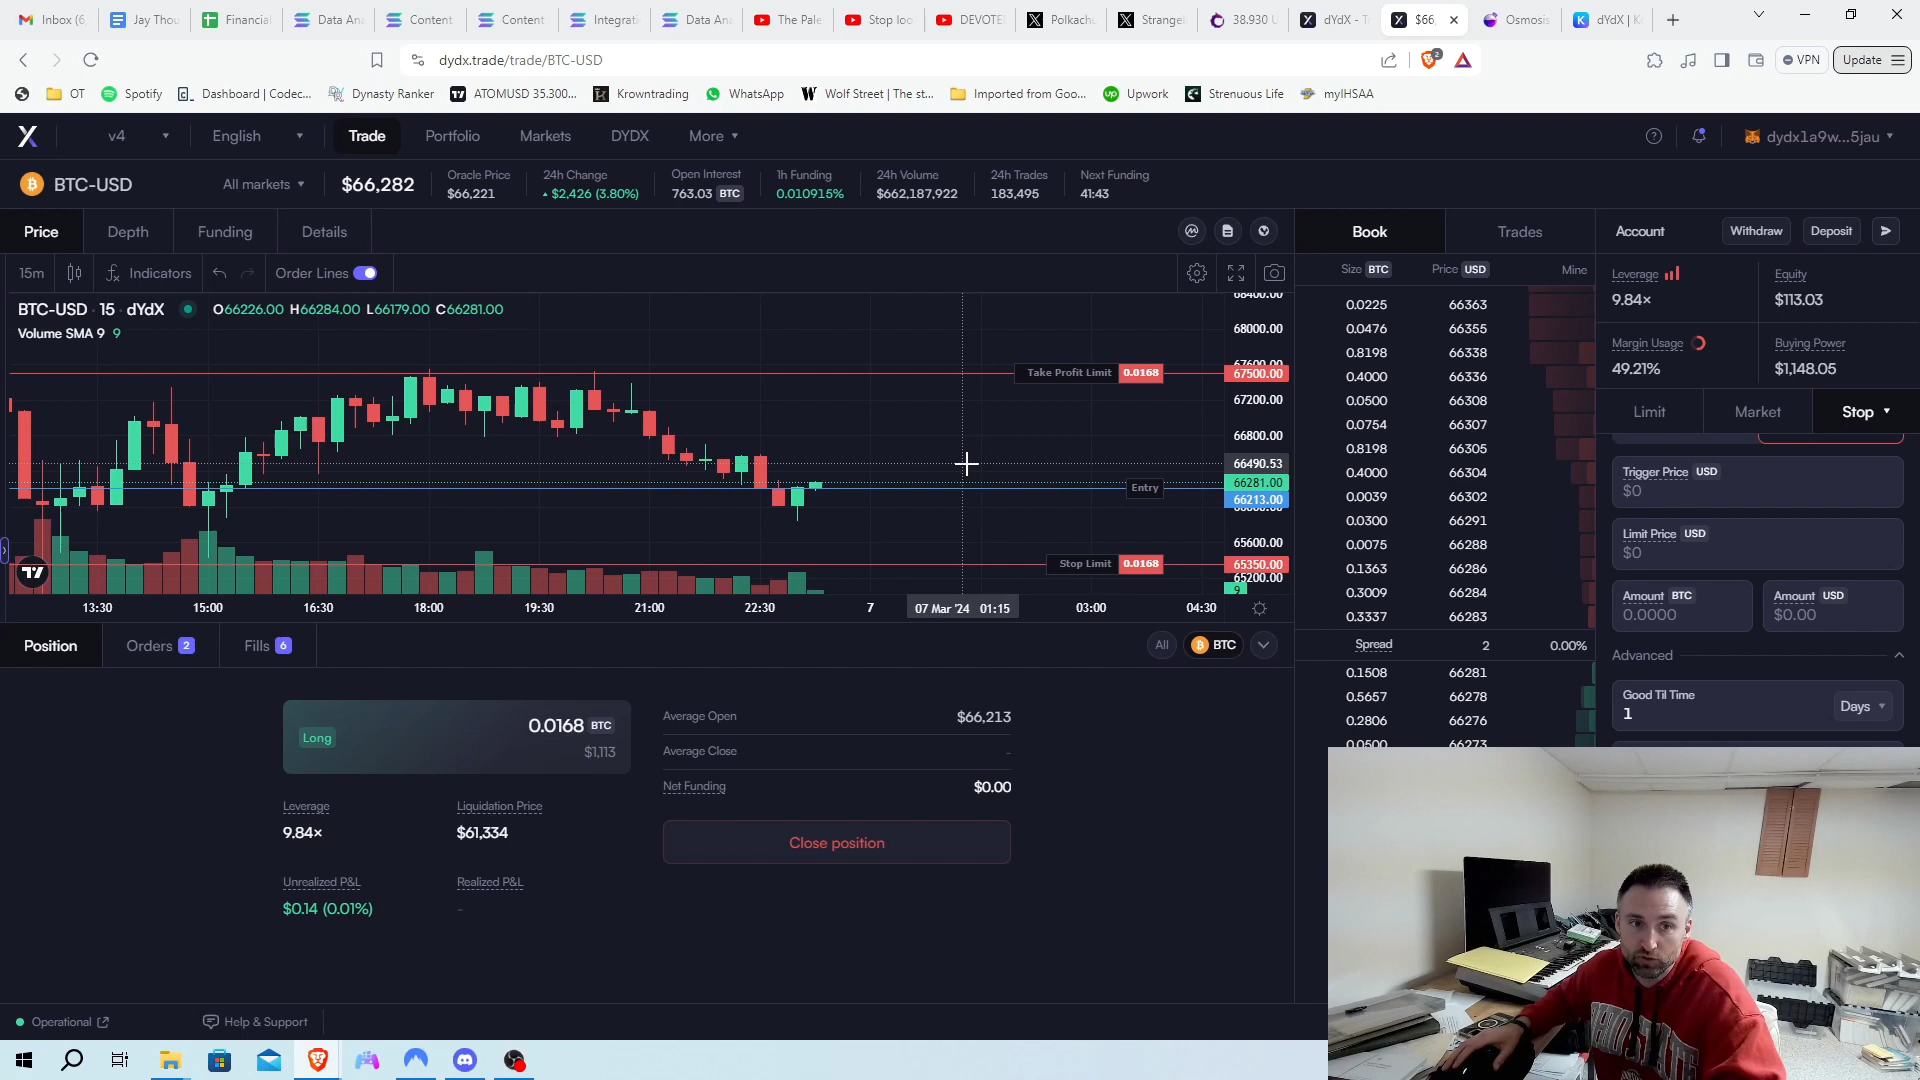 Inbox (6,
Jay Thou
Financial
Data Ana
Content
Content
Integrati
Data Ana
The Pale
Stop loo
DEVOTE
Polkachu
Strangel
38.930 U
dYdX - T
$66,
Osmosis
dYdX | K
dydx.trade/trade/BTC-USD
2
VPN
Update
OT
Spotify
Dashboard | Codec...
Dynasty Ranker
ATOMUSD 35.300...
Krowntrading
WhatsApp
Wolf Street | The st...
Imported from Goo...
Upwork
Strenuous Life
myIHSAA
v4
English
Trade
Portfolio
Markets
DYDX
More
dydx1a9w...5jau
BTC-USD
All markets
$66,282
Oracle Price
$66,221
24h Change
$2,426 (3.80%)
Open Interest
763.03 BTC
1h Funding
0.010915%
24h Volume
$662,187,922
24h Trades
183,495
Next Funding
41:43
Price
Depth
Funding
Details
15m
Indicators
Order Lines
BTC-USD · 15 · dYdX
O66226.00 H66284.00 L66179.00 C66281.00
Volume SMA 9 9
68400.00
68000.00
67600.00
Take Profit Limit 0.0168
67500.00
67200.00
66800.00
66490.53
66281.00
Entry
66213.00
65600.00
Stop Limit 0.0168
65350.00
65200.00
9
13:30
15:00
16:30
18:00
19:30
21:00
22:30
7
07 Mar '24 01:15
03:00
04:30
Book
Trades
Size BTC
Price USD
Mine
0.0225 66363
0.0476 66355
0.8198 66338
0.4000 66336
0.0500 66308
0.0754 66307
0.8198 66305
0.4000 66304
0.0039 66302
0.0300 66291
0.0075 66288
0.1363 66286
0.3009 66284
0.3337 66283
Spread 2 0.00%
0.1508 66281
0.5657 66278
0.2806 66276
0.0500 66273
Account
Withdraw
Deposit
Leverage
9.84×
Equity
$113.03
Margin Usage
49.21%
Buying Power
$1,148.05
Limit
Market
Stop
Trigger Price USD
$0
Limit Price USD
$0
Amount BTC
0.0000
Amount USD
$0.00
Advanced
Good Til Time
1
Days
Position
Orders 2
Fills 6
All
BTC
Long
0.0168 BTC
$1,113
Leverage
9.84×
Liquidation Price
$61,334
Unrealized P&L
$0.14 (0.01%)
Realized P&L
-
Average Open
$66,213
Average Close
-
Net Funding
$0.00
Close position
Operational
Help & Support